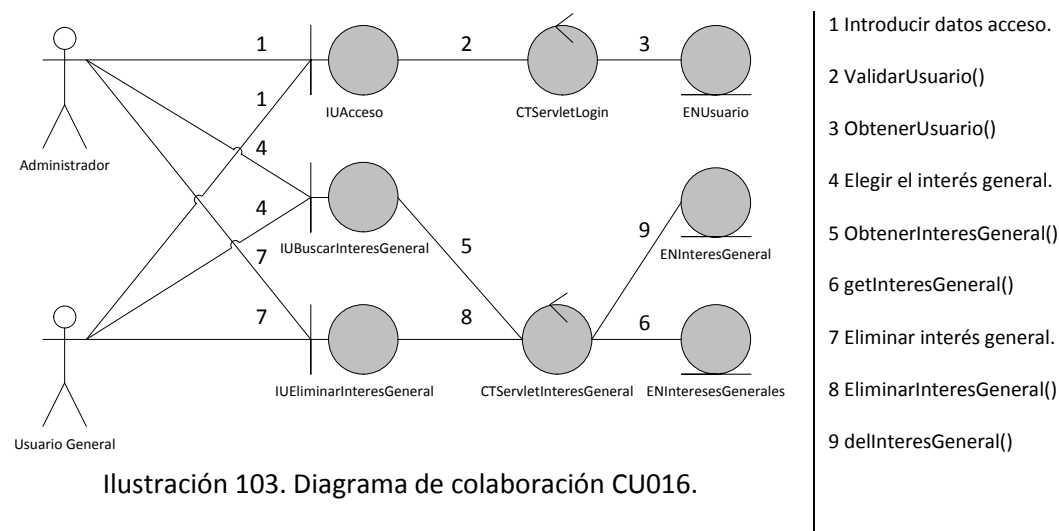 1
2
3
1 Introducir datos acceso.
2 ValidarUsuario()
3 ObtenerUsuario()
4 Elegir el interés general.
5 ObtenerInteresGeneral()
6 getInteresGeneral()
7 Eliminar interés general.
8 EliminarInteresGeneral()
9 delInteresGeneral()
IUAcceso
CTServletLogin
ENUsuario
1
Administrador
4
4
IUBuscarInteresGeneral
5
9
ENInteresGeneral
7
7
8
6
IUEliminarInteresGeneral
CTServletInteresGeneral
ENInteresesGenerales
Usuario General
Ilustración 103. Diagrama de colaboración CU016.